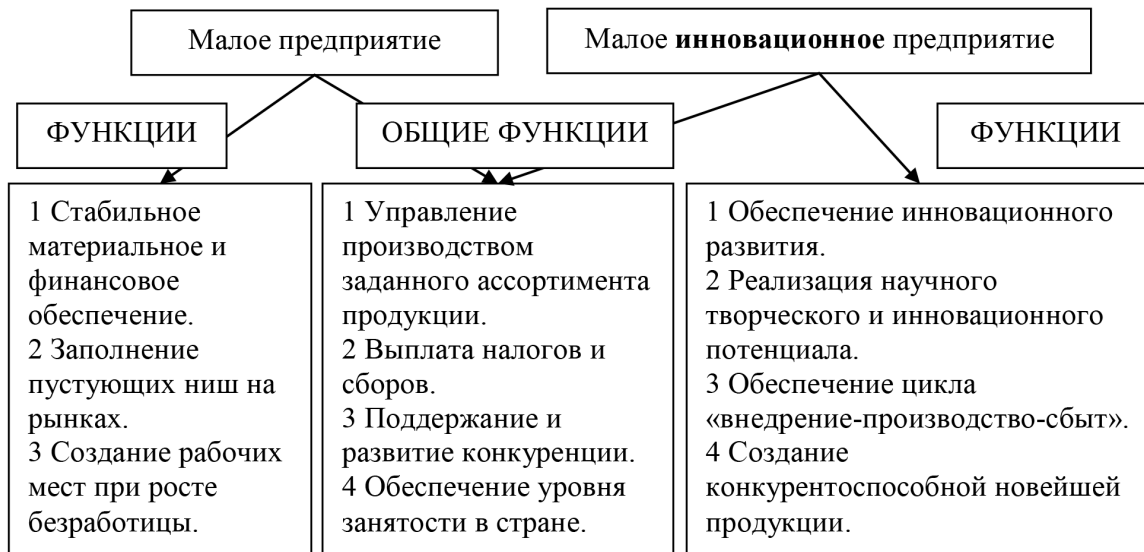 Малое предприятие
Малое инновационное предприятие
ФУНКЦИИ
ОБЩИЕ ФУНКЦИИ
ФУНКЦИИ
1 Стабильное
материальное и
финансовое
обеспечение.
2 Заполнение
пустующих ниш на
рынках.
3 Создание рабочих
мест при росте
безработицы.
1 Управление
производством
заданного ассортимента
продукции.
2 Выплата налогов и
сборов.
3 Поддержание и
развитие конкуренции.
4 Обеспечение уровня
занятости в стране.
1 Обеспечение инновационного
развития.
2 Реализация научного
творческого и инновационного
потенциала.
3 Обеспечение цикла
«внедрение-производство-сбыт».
4 Создание
конкурентоспособной новейшей
продукции.